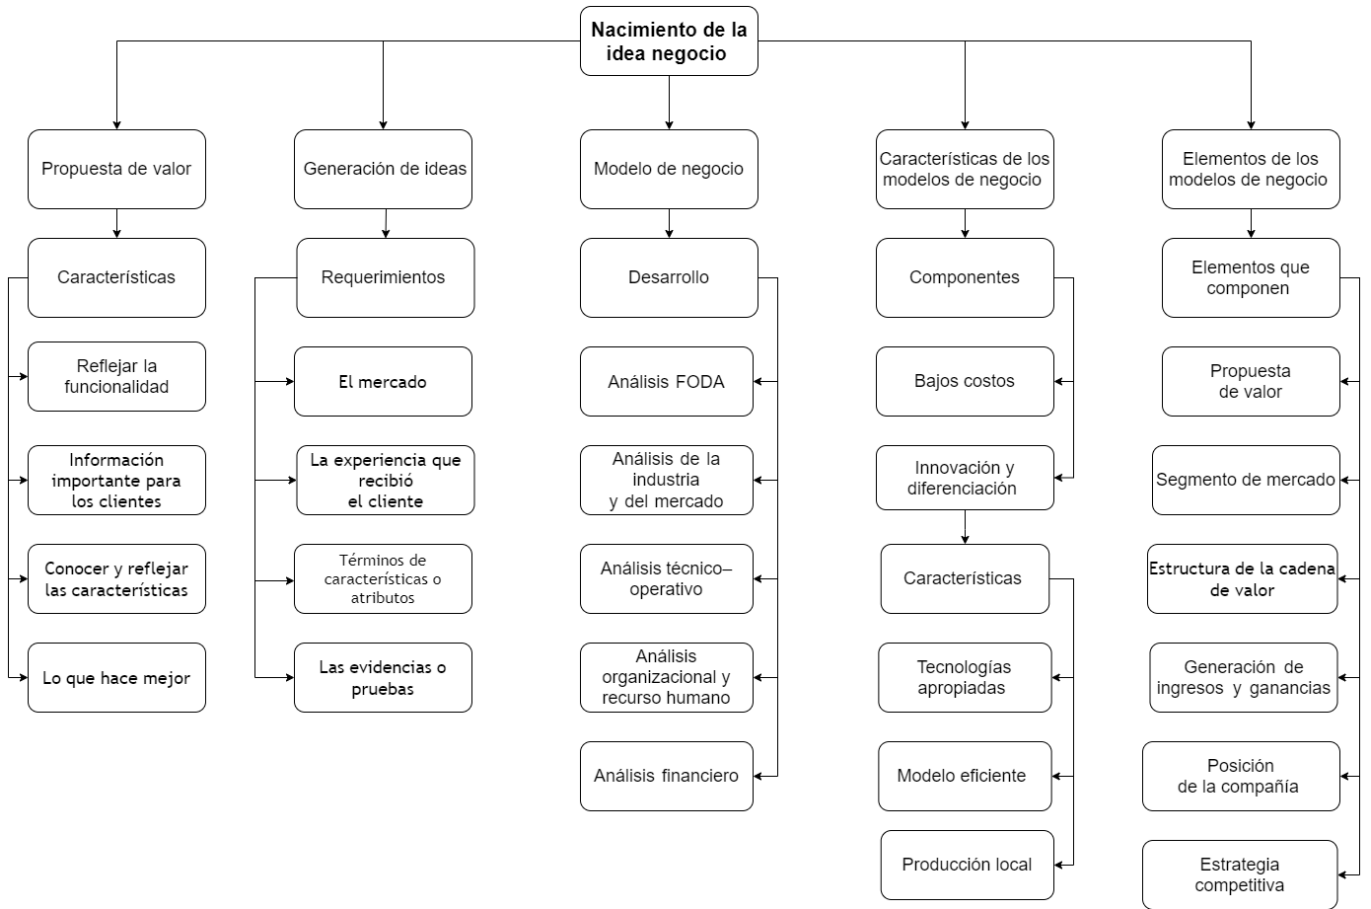 Nacimiento de la
idea negocio
Propuesta de valor
Generación de ideas
Modelo de negocio
Características de los
modelos de negocio
Elementos de los
modelos de negocio
Características
Requerimientos
Desarrollo
Componentes
Elementos que
componen
Reflejar la
funcionalidad
El mercado
Análisis FODA
Bajos costos
Propuesta
de valor
Información
importante para
los clientes
La experiencia que
recibió
el cliente
Análisis de la
industria
y del mercado
Innovación y
diferenciación
Segmento de mercado
Conocer y reflejar
las características
Términos de
características o
atributos
Análisis técnico–
operativo
Características
Estructura de la cadena
de valor
Lo que hace mejor
Las evidencias o
pruebas
Análisis
organizacional y
recurso humano
Tecnologías
apropiadas
Generación de
ingresos y ganancias
Análisis financiero
Modelo eficiente
Posición
de la compañía
Producción local
Estrategia
competitiva